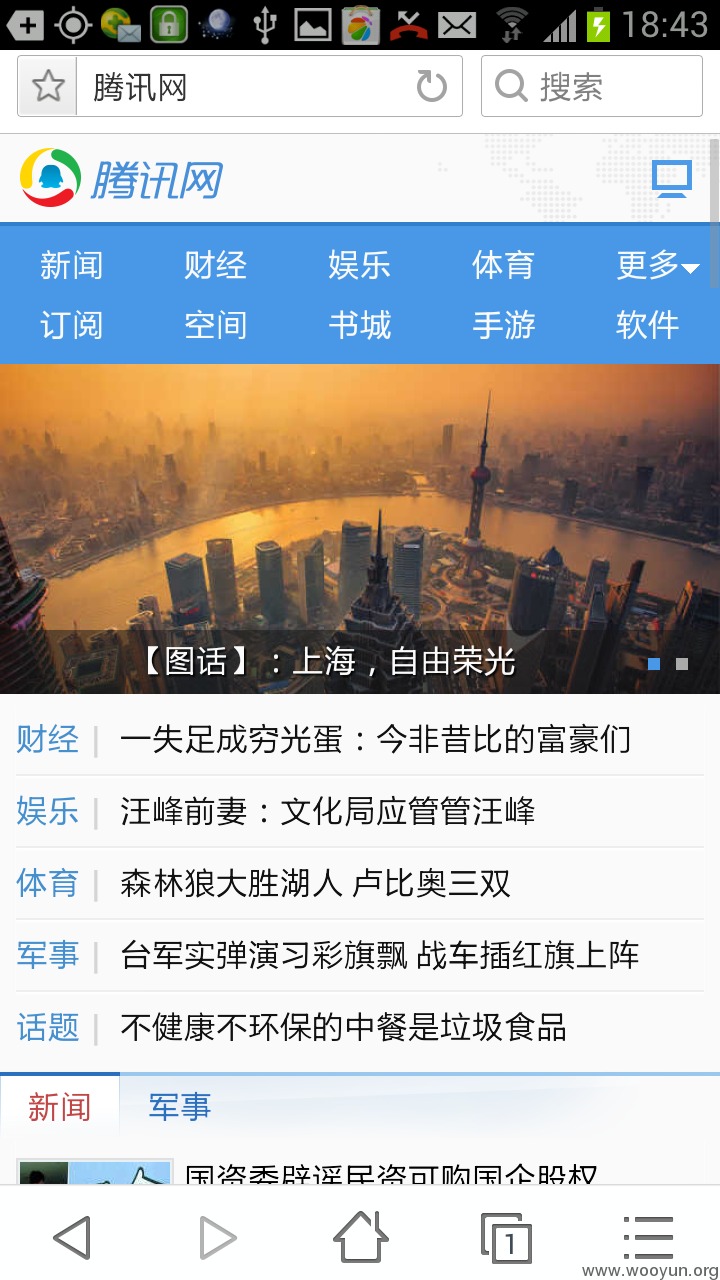 18:43
腾讯网
搜索
腾讯网
新闻 财经 娱乐 体育 更多
订阅 空间 书城 手游 软件
【图话】：上海，自由荣光
财经 | 一失足成穷光蛋：今非昔比的富豪们
娱乐 | 汪峰前妻：文化局应管管汪峰
体育 | 森林狼大胜湖人 卢比奥三双
军事 | 台军实弹演习彩旗飘 战车插红旗上阵
话题 | 不健康不环保的中餐是垃圾食品
新闻 军事
国资委辟谣民资可购国企股权
1
www.wooyun.org